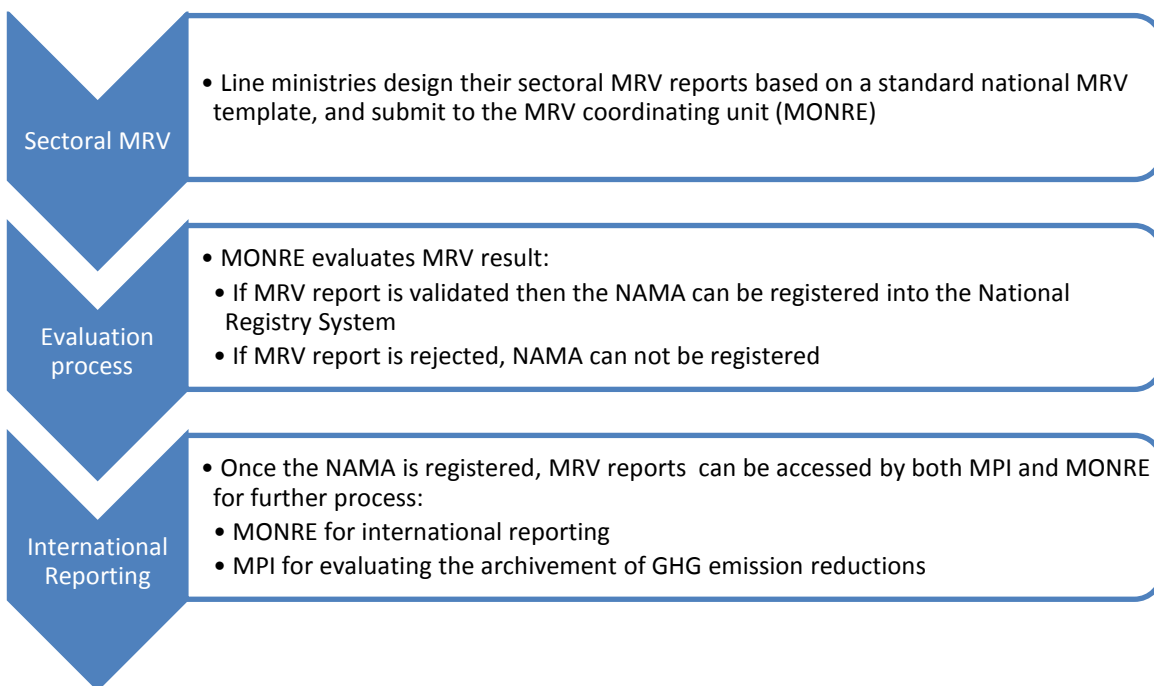 Sectoral MRV
• Line ministries design their sectoral MRV reports based on a standard national MRV
template, and submit to the MRV coordinating unit (MONRE)
Evaluation
process
• MONRE evaluates MRV result:
• If MRV report is validated then the NAMA can be registered into the National
Registry System
• If MRV report is rejected, NAMA can not be registered
International
Reporting
• Once the NAMA is registered, MRV reports can be accessed by both MPI and MONRE
for further process:
• MONRE for international reporting
• MPI for evaluating the archivement of GHG emission reductions